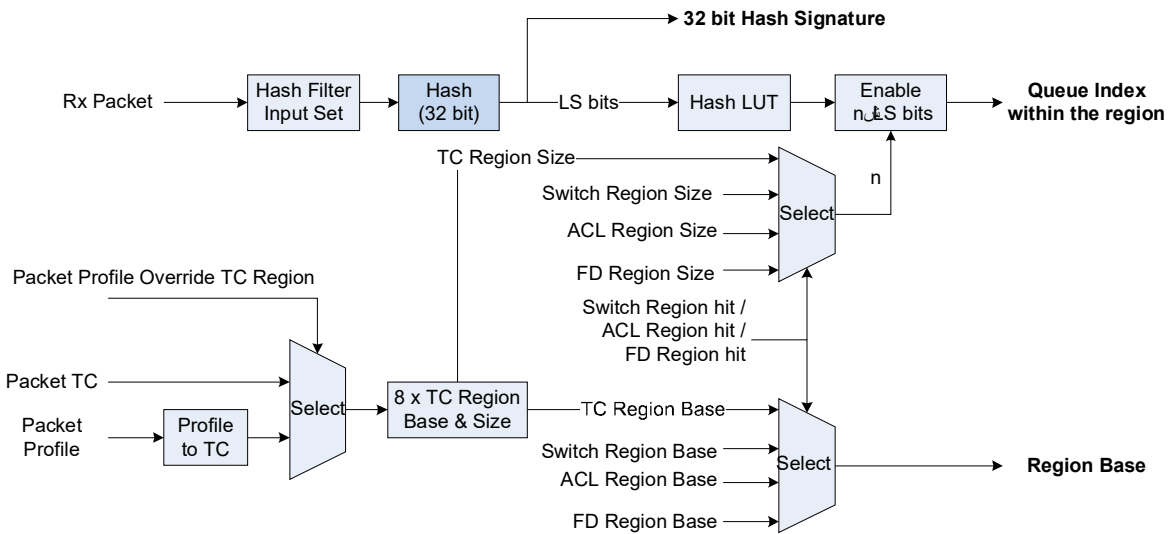 32 bit Hash Signature
Rx Packet
Hash Filter
Input Set
Hash
(32 bit)
LS bits
Hash LUT
Enable
LS bits
Queue Index
within the region
TC Region Size
Switch Region Size
ACL Region Size
FD Region Size
Select
n
Packet Profile Override TC Region
Switch Region hit /
ACL Region hit /
FD Region hit
Packet TC
Packet
Profile
Profile
to TC
Select
8 x TC Region
Base & Size
TC Region Base
Switch Region Base
ACL Region Base
FD Region Base
Select
Region Base